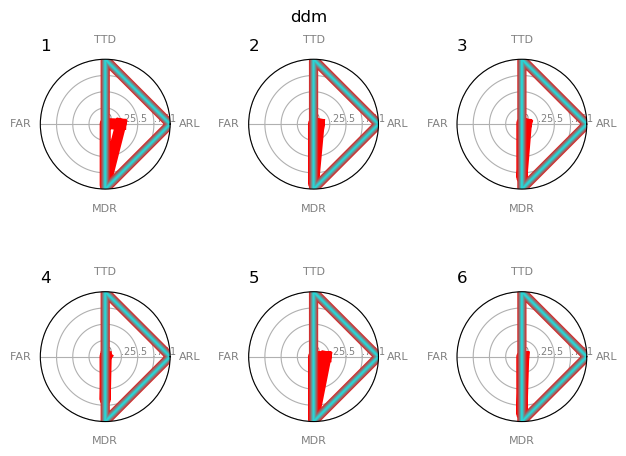 ddm
1 TTD 2 TTD 3 TTD
FAR .25 .5 1 ARL FAR .25 .5 1 ARL FAR .25 .5 1 ARL
MDR MDR MDR
4 TTD 5 TTD 6 TTD
FAR .25 .5 1 ARL FAR .25 .5 1 ARL FAR .25 .5 1 ARL
MDR MDR MDR